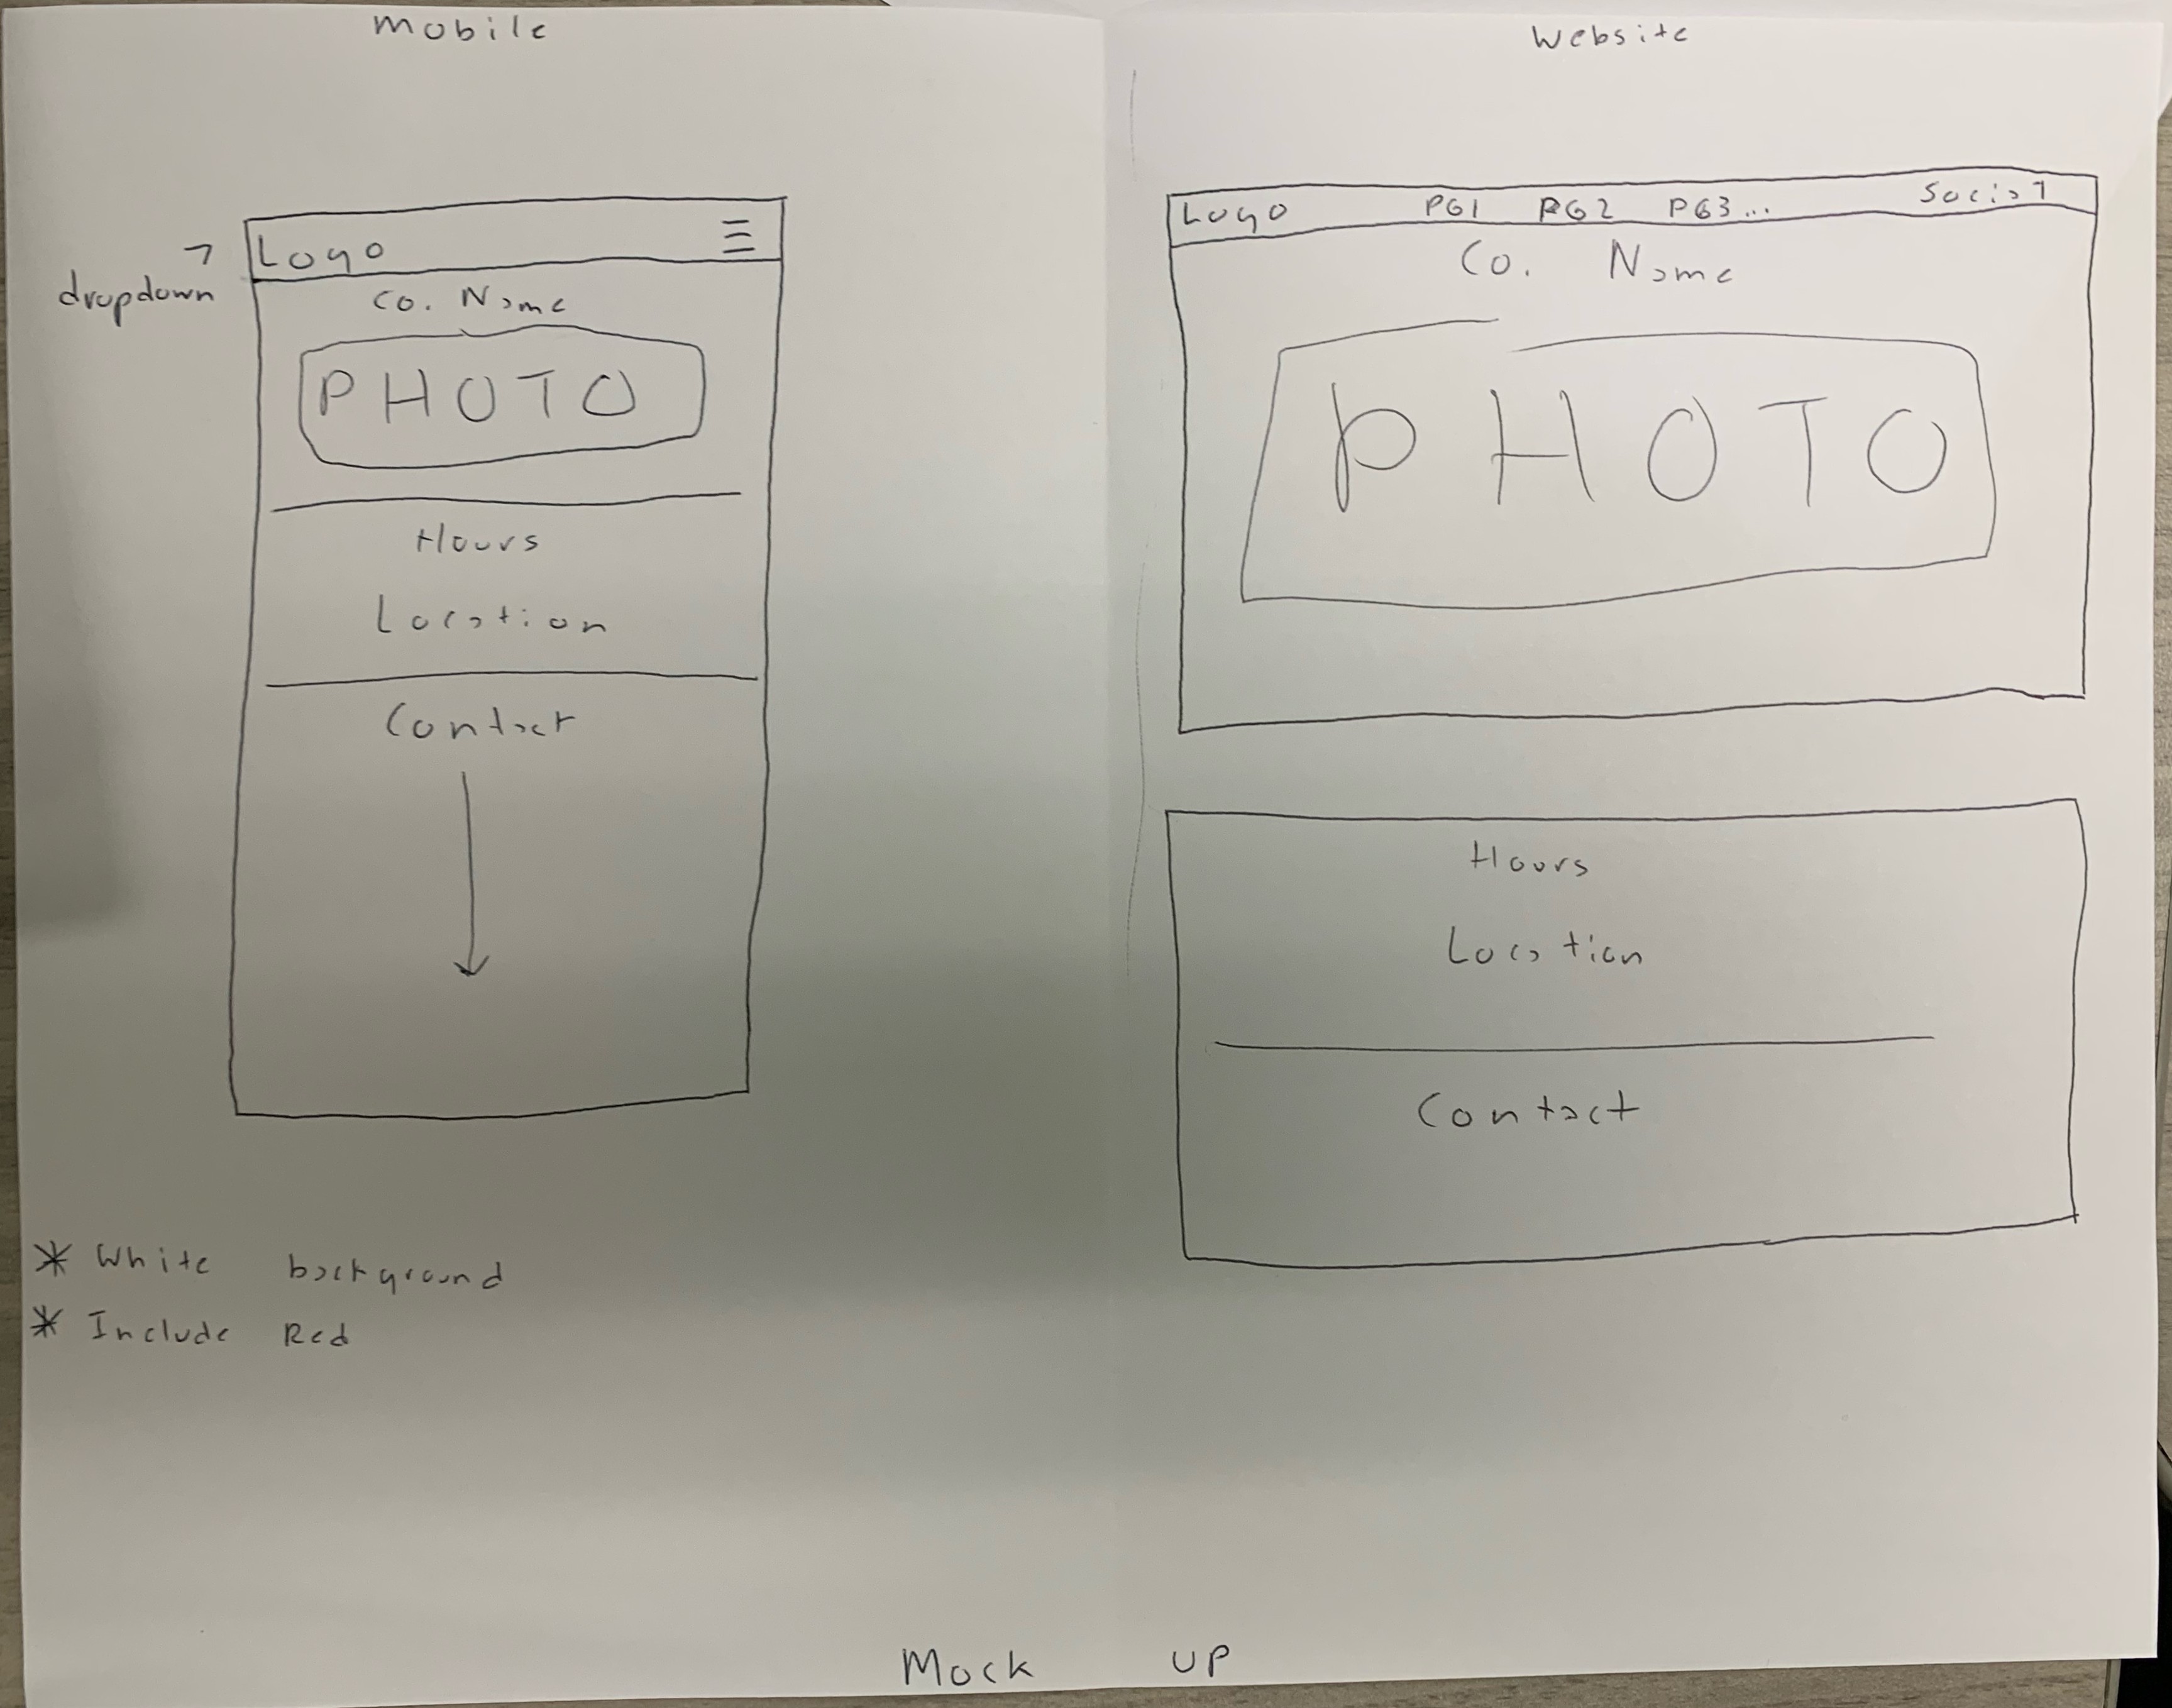 Mobile
dropdown
Logo
Co. Name
PHOTO
Hours
Location
Contact
* White background
* Include Red
Website
Logo PG1 PG2 PG3... Social
Co. Name
PHOTO
Hours
Location
Contact
Mock UP